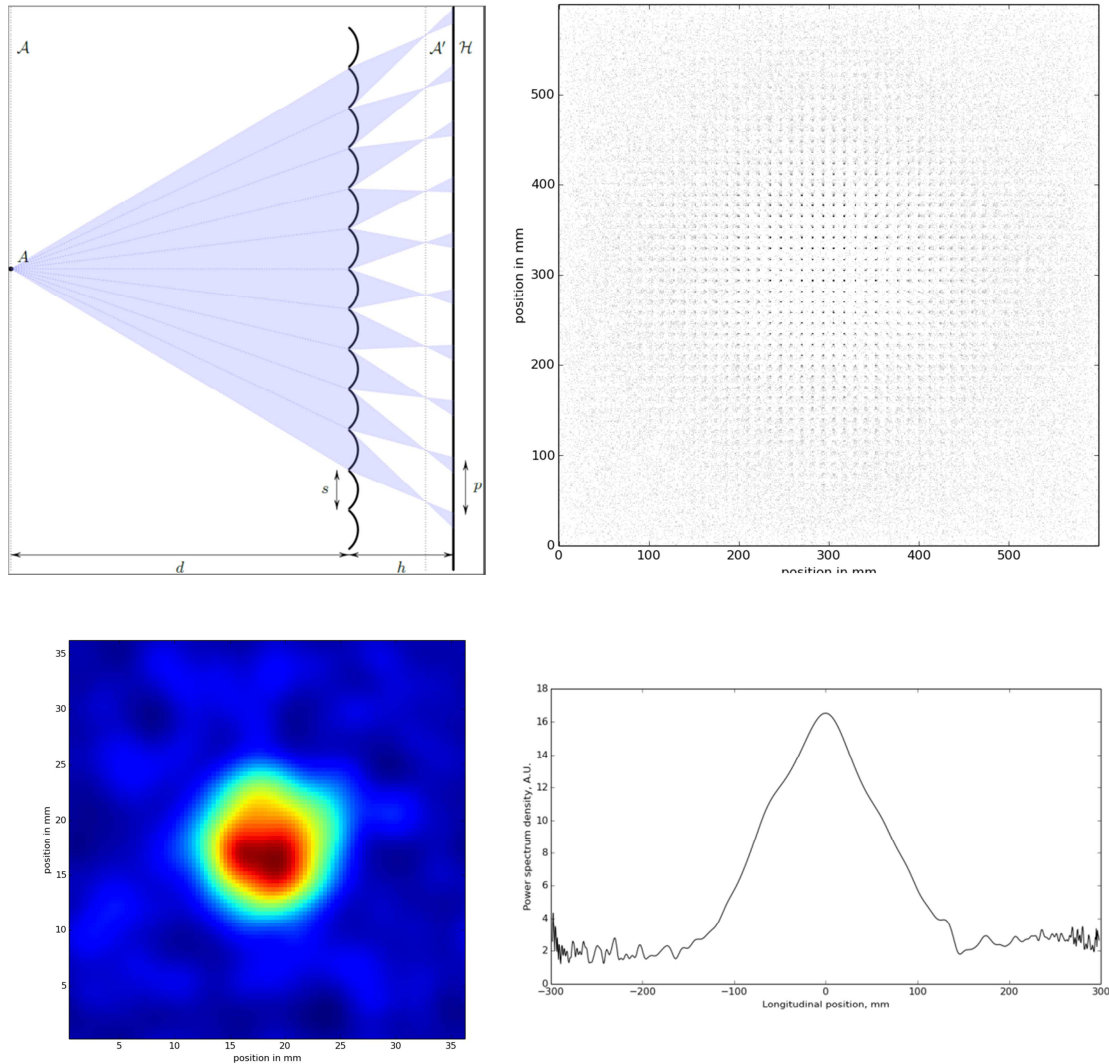 𝒜
𝒜′ ℋ
A
s
p
d
h
position in mm
500
400
300
200
100
0
0 100 200 300 400 500
position in mm
position in mm
35
30
25
20
15
10
5
5 10 15 20 25 30 35
position in mm
Power spectrum density, A.U.
18
16
14
12
10
8
6
4
2
0
−300 −200 −100 0 100 200 300
Longitudinal position, mm